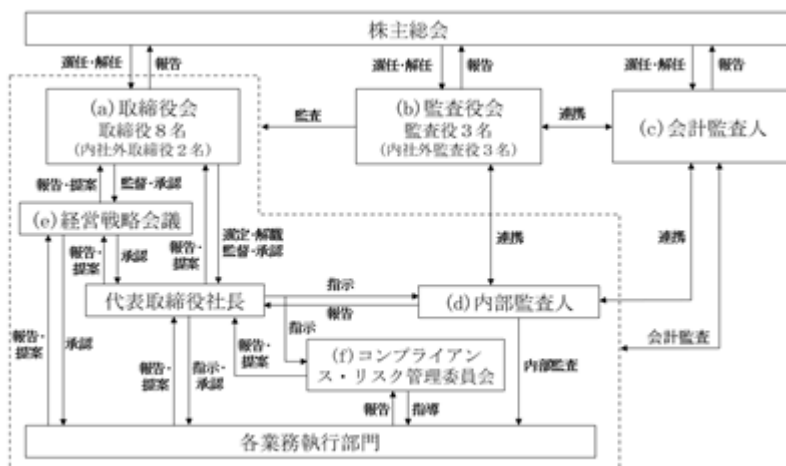 株主総会
選任・解任
報告
選任・解任
報告
選任・解任
報告
(a)取締役会
取締役８名
(内社外取締役２名)
監査
(b)監査役会
監査役３名
(内社外監査役３名)
連携
(c)会計監査人
報告・提案
監督・承認
(e)経営戦略会議
報告・
提案
承認
報告・
提案
選定・解職
監督・承認
連携
連携
代表取締役社長
指示
報告
(d)内部監査人
指示
会計監査
報告・
提案
承認
報告・
提案
指示・
承認
報告・
提案
(f)コンプライアン
ス・リスク管理委員会
内部監査
報告
指導
各業務執行部門